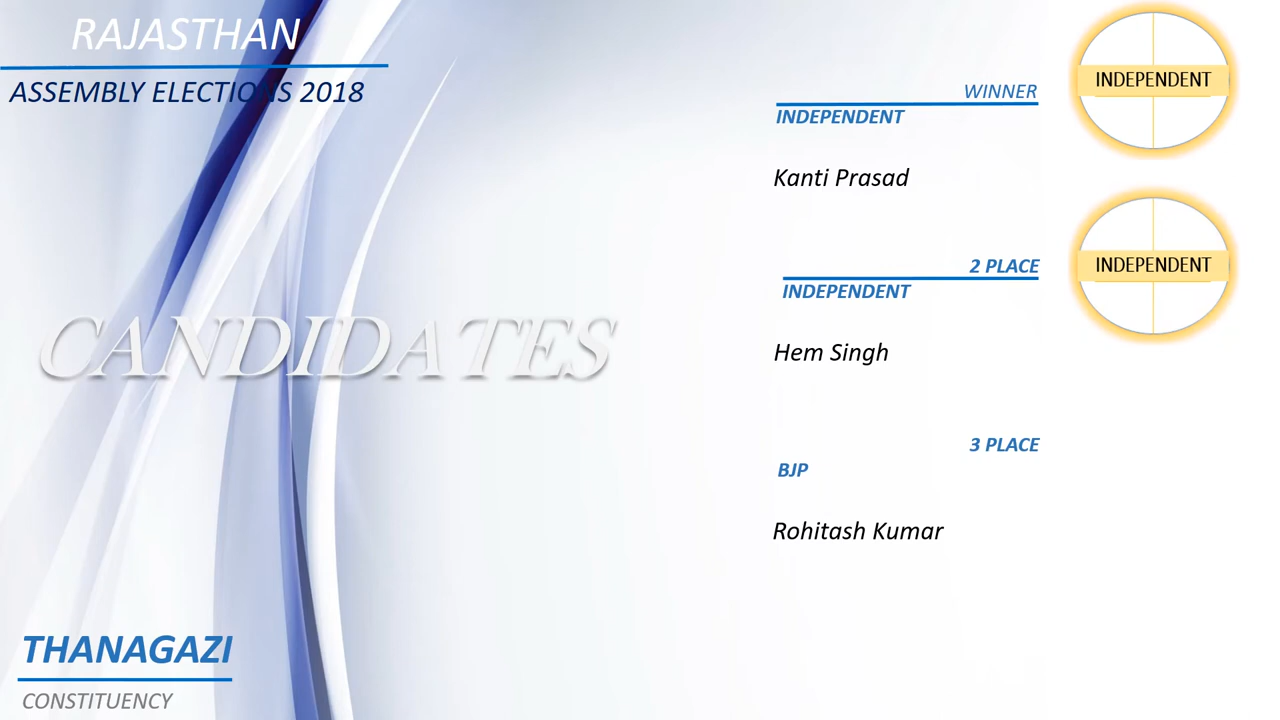 RAJASTHAN
ASSEMBLY ELECTIONS 2018
CANDIDATES
THANAGAZI
CONSTITUENCY
WINNER
INDEPENDENT
Kanti Prasad
INDEPENDENT
2 PLACE
INDEPENDENT
Hem Singh
INDEPENDENT
3 PLACE
BJP
Rohitash Kumar